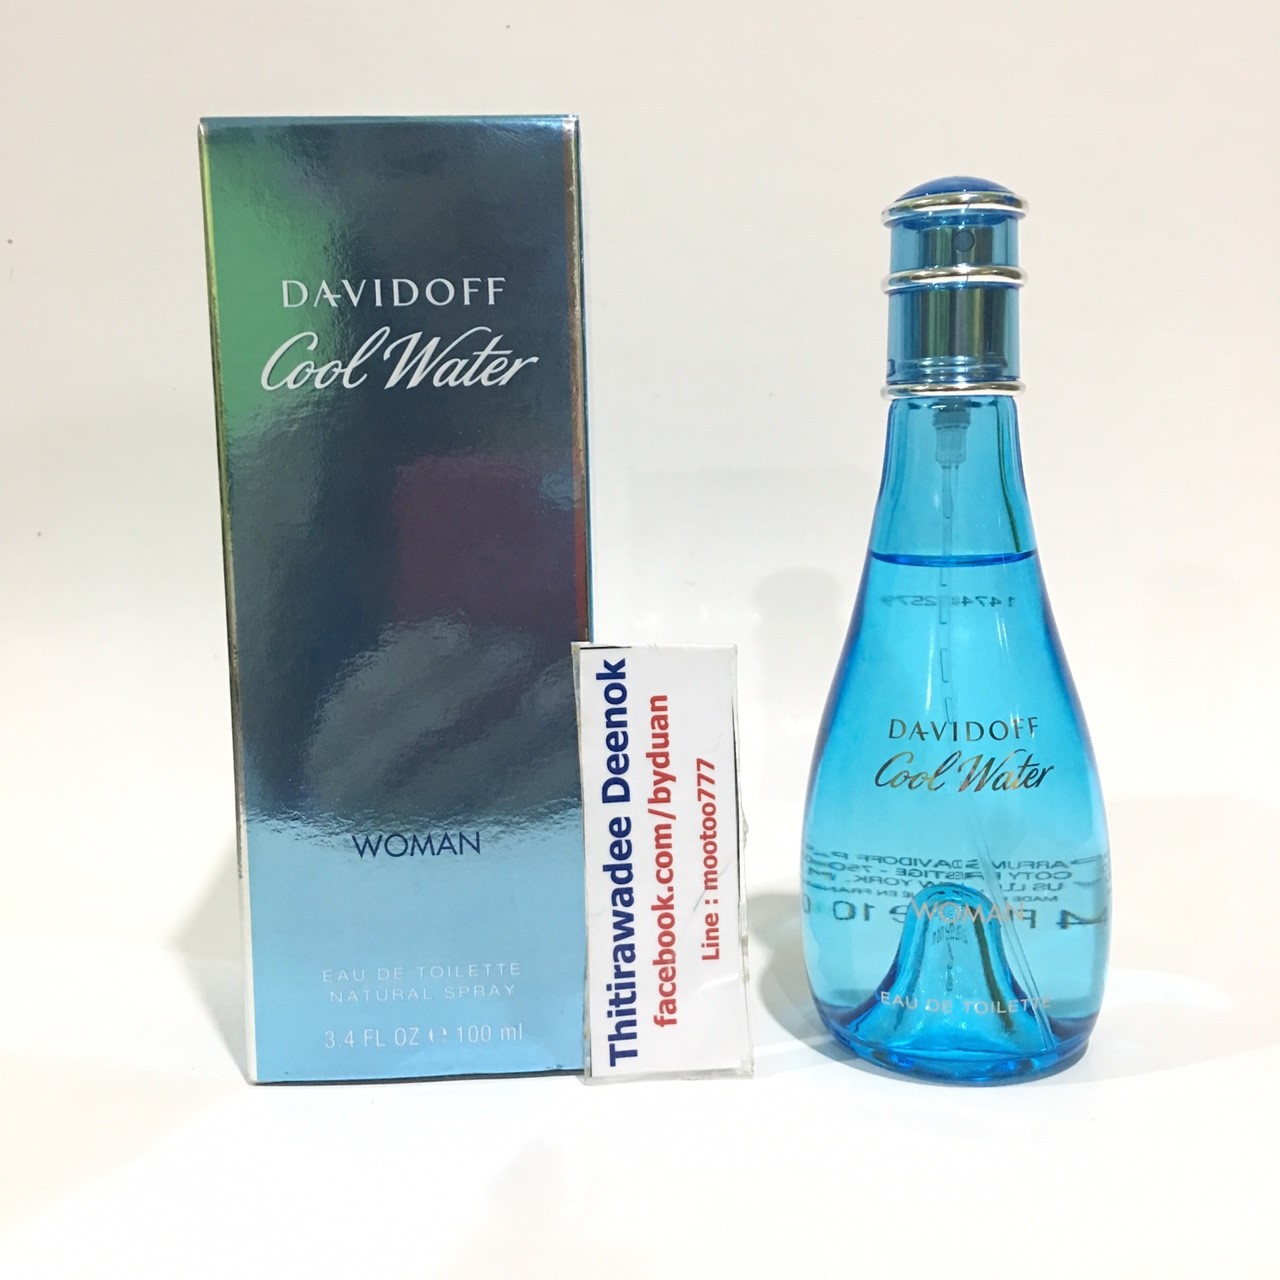 DAVIDOFF
Cool Water
WOMAN
EAU DE TOILETTE
NATURAL SPRAY
3.4 FL OZ e 100 ml
Thitirawadee Deenok
facebook.com/byduan
Line : mootoo777
DAVIDOFF
Cool Water
WOMAN
EAU DE TOILETTE